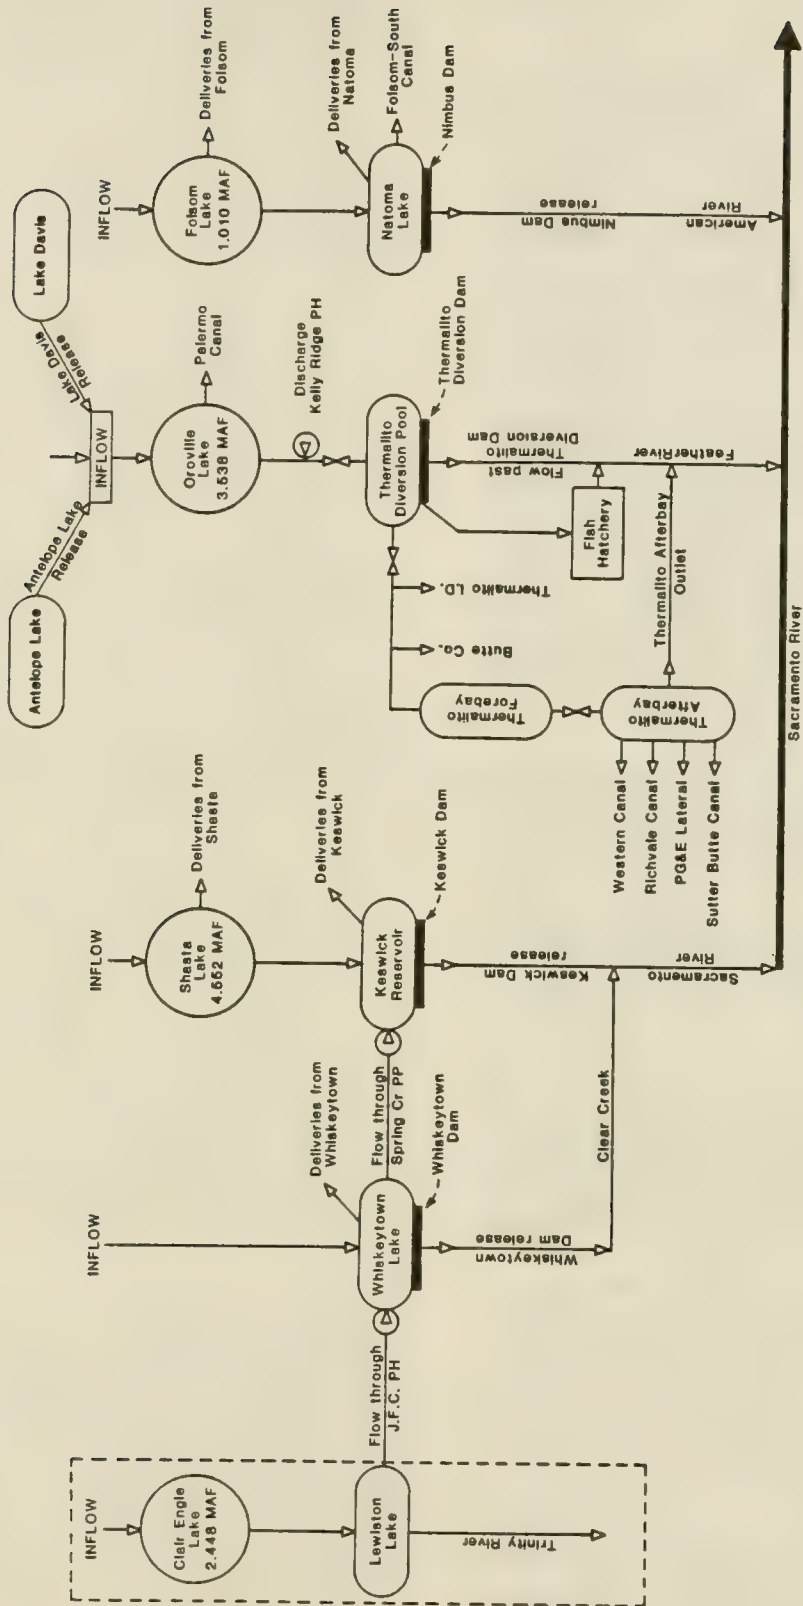 INFLOW
Clair Engle
Lake
2.448 MAF
Lewiston
Lake
Trinity River
Flow through
J.F.C. PH
INFLOW
Whiskeytown
Lake
Deliveries from
Whiskeytown
Whiskeytown
Dam
Whiskeytown
Dam release
Clear Creek
Flow through
Spring Cr PP
INFLOW
Shasta
Lake
4.552 MAF
Deliveries from
Shasta
Keswick
Reservoir
Deliveries from
Keswick
Keswick Dam
Keswick Dam
release
Sacramento
River
Antelope Lake
Antelope Lake
Release
Lake Davis
Lake Davis
Release
INFLOW
Oroville
Lake
3.538 MAF
Palermo
Canal
Discharge
Kelly Ridge PH
Thermalito
Diversion Pool
Thermalito
Diversion Dam
Flow past
Thermalito
Diversion Dam
Fish
Hatchery
FeatherRiver
Thermalito I.D.
Butte Co.
Thermalito
Forebay
Thermalito
Afterbay
Thermalito Afterbay
Outlet
Western Canal
Richvale Canal
PG&E Lateral
Sutter Butte Canal
INFLOW
Folsom
Lake
1.010 MAF
Deliveries from
Folsom
Natoma
Lake
Deliveries from
Natoma
Folsom-South
Canal
Nimbus Dam
Nimbus Dam
release
American
River
Sacramento River